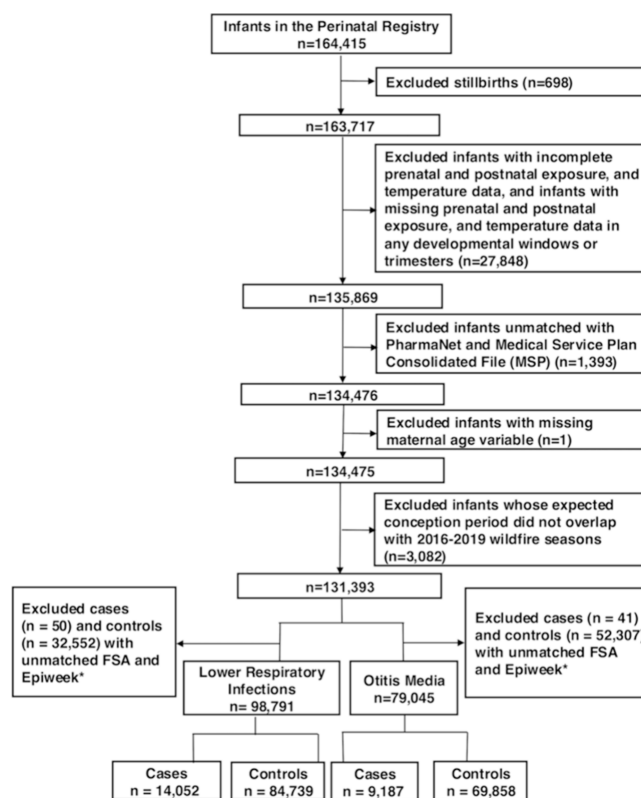 Infants in the Perinatal Registry
n=164,415
Excluded stillbirths (n=698)
n=163,717
Excluded infants with incomplete
prenatal and postnatal exposure, and
temperature data, and infants with
missing prenatal and postnatal
exposure, and temperature data in
any developmental windows or
trimesters (n=27,848)
n=135,869
Excluded infants unmatched with
PharmaNet and Medical Service Plan
Consolidated File (MSP) (n=1,393)
n=134,476
Excluded infants with missing
maternal age variable (n=1)
n=134,475
Excluded infants whose expected
conception period did not overlap
with 2016-2019 wildfire seasons
(n=3,082)
n=131,393
Excluded cases
(n = 50) and controls
(n = 32,552) with
unmatched FSA and
Epiweek*
Excluded cases (n = 41)
and controls (n = 52,307)
with unmatched FSA
and Epiweek*
Lower Respiratory
Infections
n= 98,791
Otitis Media
n=79,045
Cases
n = 14,052
Controls
n = 84,739
Cases
n = 9,187
Controls
n = 69,858